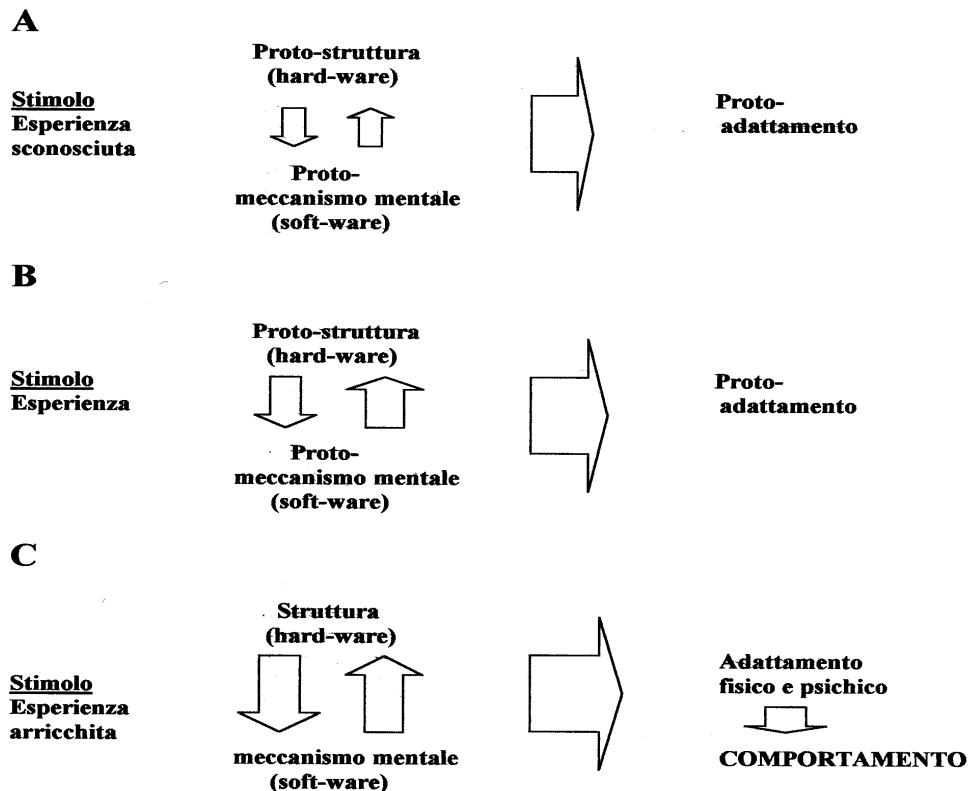 A
Proto-struttura
(hard-ware)
Stimolo
Esperienza
sconosciuta
Proto-
meccanismo mentale
(soft-ware)
Proto-
adattamento
B
Proto-struttura
(hard-ware)
Stimolo
Esperienza
Proto-
meccanismo mentale
(soft-ware)
Proto-
adattamento
C
Struttura
(hard-ware)
Stimolo
Esperienza
arricchita
meccanismo mentale
(soft-ware)
Adattamento
fisico e psichico
COMPORTAMENTO